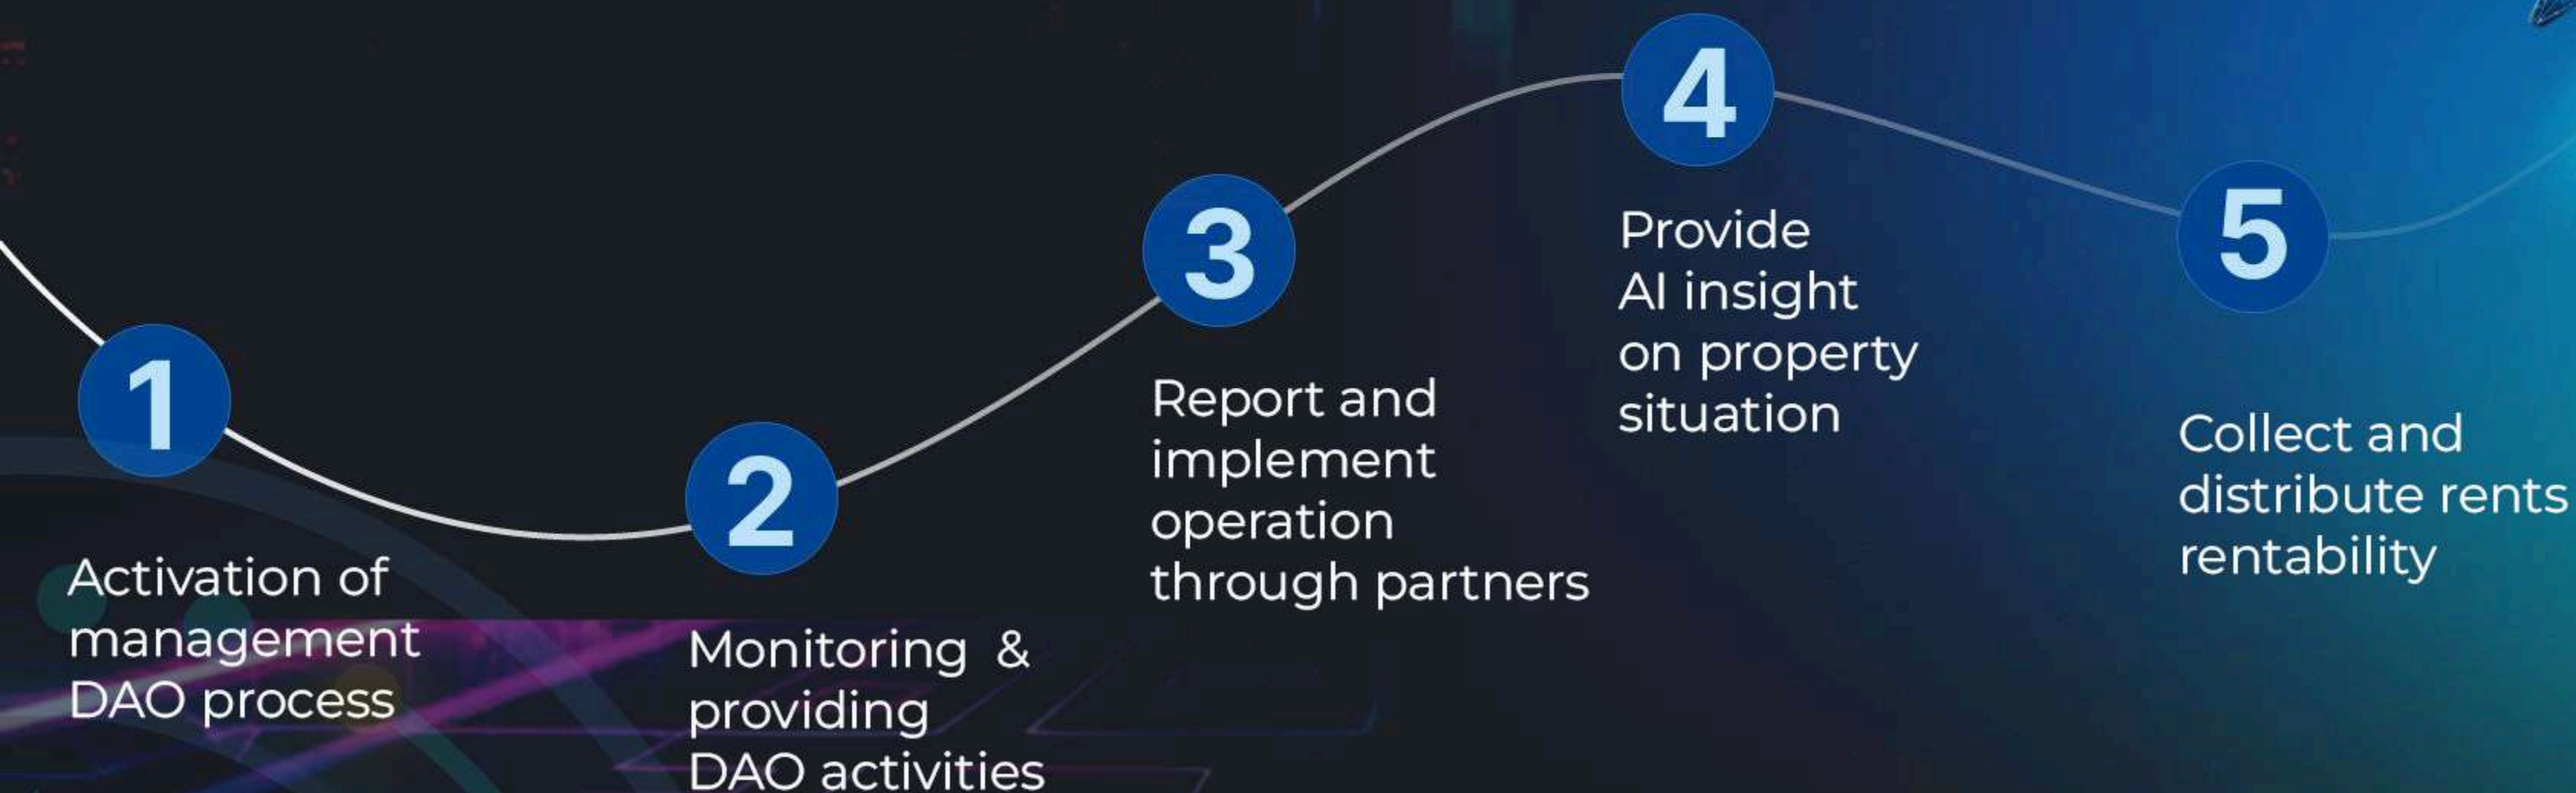 1
Activation of
management
DAO process
2
Monitoring &
providing
DAO activities
3
Report and
implement
operation
through partners
4
Provide
AI insight
on property
situation
5
Collect and
distribute rents
rentability